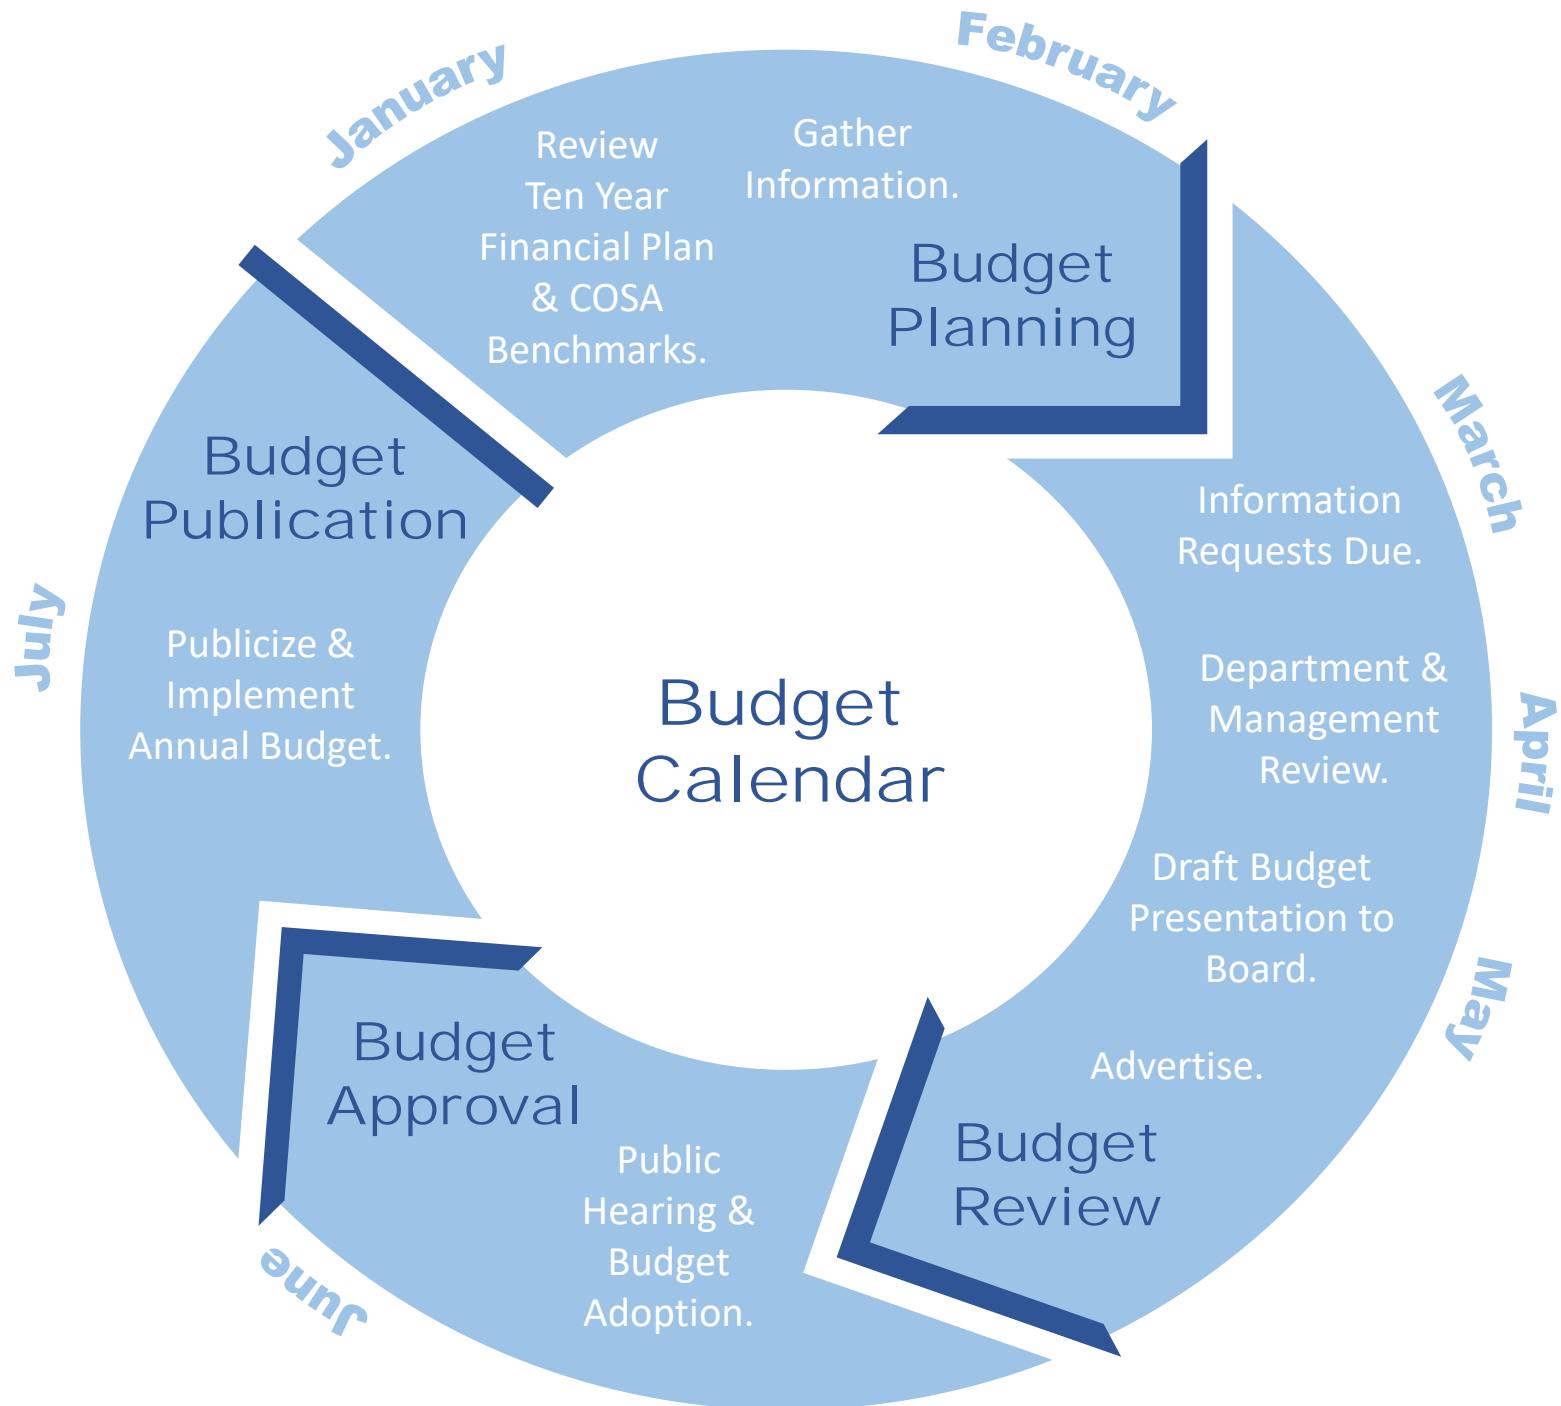 January
February
Review
Ten Year
Financial Plan
& COSA
Benchmarks.
Gather
Information.
Budget
Planning
March
Information
Requests Due.
April
Department &
Management
Review.
May
Draft Budget
Presentation to
Board.
Advertise.
Budget
Review
June
Public
Hearing &
Budget
Adoption.
Budget
Approval
July
Publicize &
Implement
Annual Budget.
Budget
Publication
Budget
Calendar